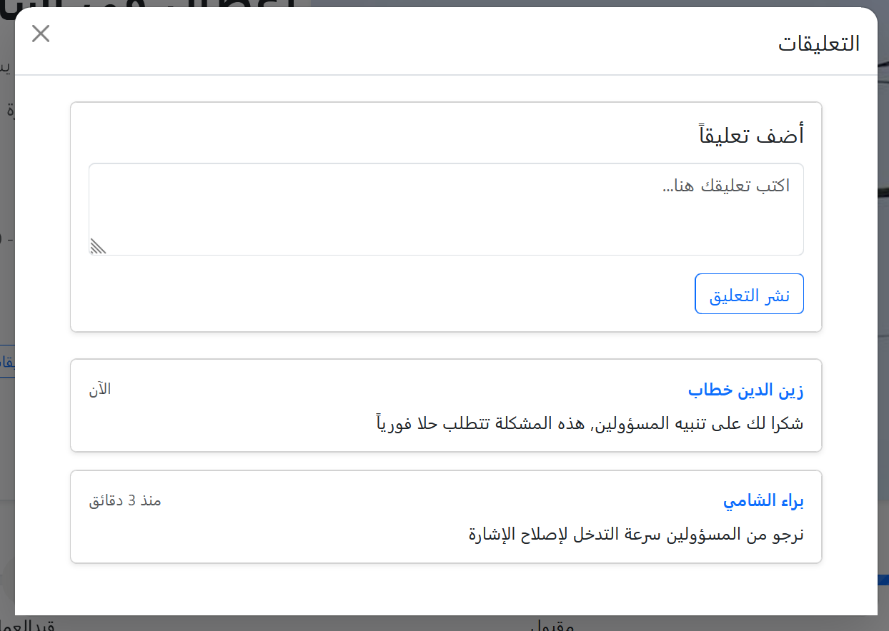 التعليقات
أضف تعليقاً
اكتب تعليقك هنا...
نشر التعليق
زين الدين خطاب
الآن
شكرا لك على تنبيه المسؤولين, هذه المشكلة تتطلب حلا فورياً
براء الشامي
منذ 3 دقائق
نرجو من المسؤولين سرعة التدخل لإصلاح الإشارة
مقبول